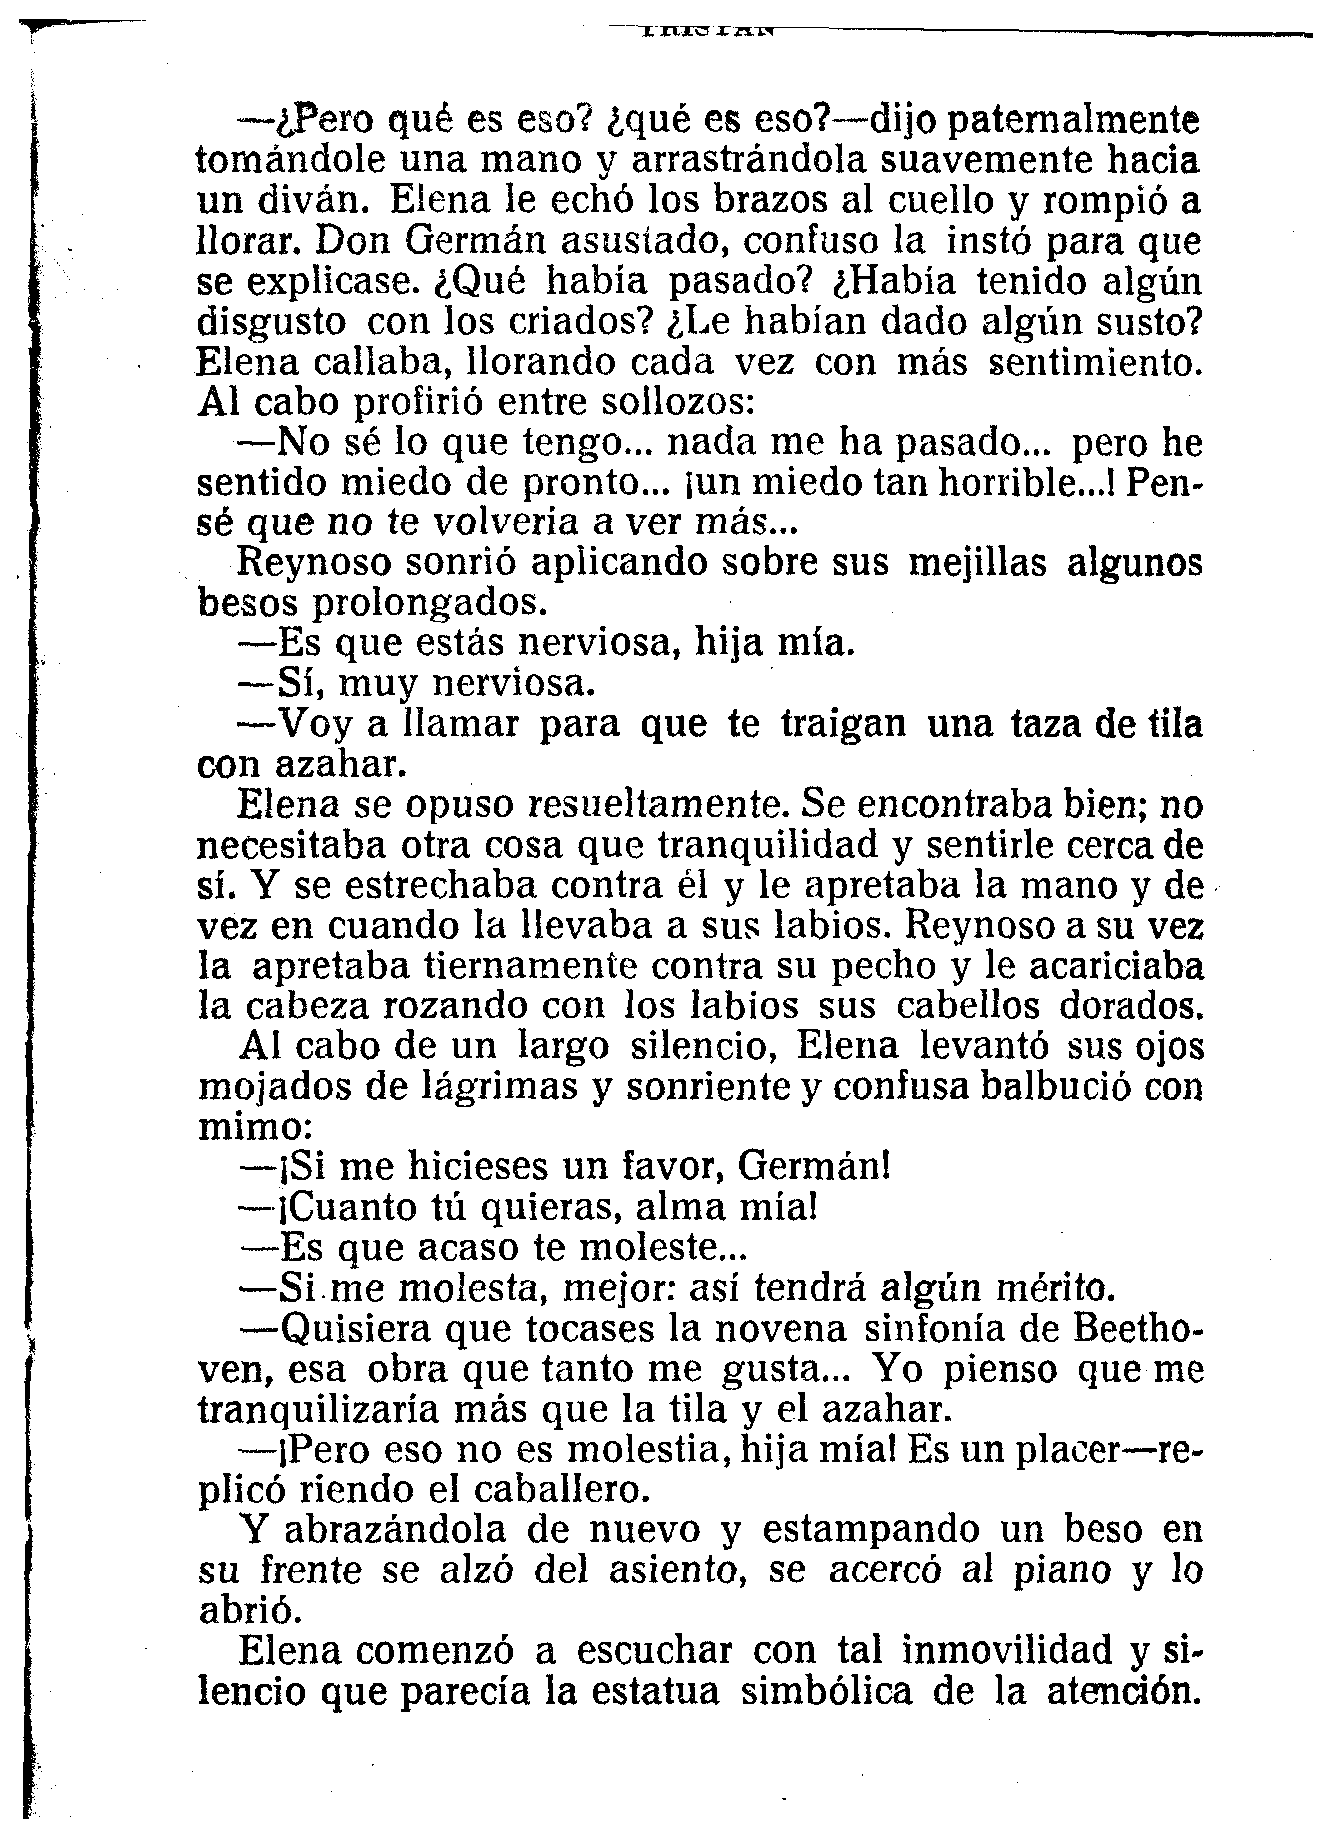 —¿Pero qué es eso? ¿qué es eso?—dijo paternalmente
tomándole una mano y arrastrándola suavemente hacia
un diván. Elena le echó los brazos al cuello y rompió a
llorar. Don Germán asustado, confuso la instó para que
se explicase. ¿Qué había pasado? ¿Había tenido algún
disgusto con los criados? ¿Le habían dado algún susto?
Elena callaba, llorando cada vez con más sentimiento.
Al cabo profirió entre sollozos:
—No sé lo que tengo... nada me ha pasado... pero he
sentido miedo de pronto... ¡un miedo tan horrible...! Pen-
sé que no te volveria a ver más...
Reynoso sonrió aplicando sobre sus mejillas algunos
besos prolongados.
—Es que estás nerviosa, hija mía.
—Sí, muy nerviosa.
—Voy a llamar para que te traigan una taza de tila
con azahar.
Elena se opuso resueltamente. Se encontraba bien; no
necesitaba otra cosa que tranquilidad y sentirle cerca de
sí. Y se estrechaba contra él y le apretaba la mano y de
vez en cuando la llevaba a sus labios. Reynoso a su vez
la apretaba tiernamente contra su pecho y le acariciaba
la cabeza rozando con los labios sus cabellos dorados.
Al cabo de un largo silencio, Elena levantó sus ojos
mojados de lágrimas y sonriente y confusa balbució con
mimo:
—¡Si me hicieses un favor, Germán!
—¡Cuanto tú quieras, alma mía!
—Es que acaso te moleste...
—Si me molesta, mejor: así tendrá algún mérito.
—Quisiera que tocases la novena sinfonía de Beetho-
ven, esa obra que tanto me gusta... Yo pienso que me
tranquilizaría más que la tila y el azahar.
—¡Pero eso no es molestia, hija mía! Es un placer—re-
plicó riendo el caballero.
Y abrazándola de nuevo y estampando un beso en
su frente se alzó del asiento, se acercó al piano y lo
abrió.
Elena comenzó a escuchar con tal inmovilidad y si-
lencio que parecía la estatua simbólica de la atención.